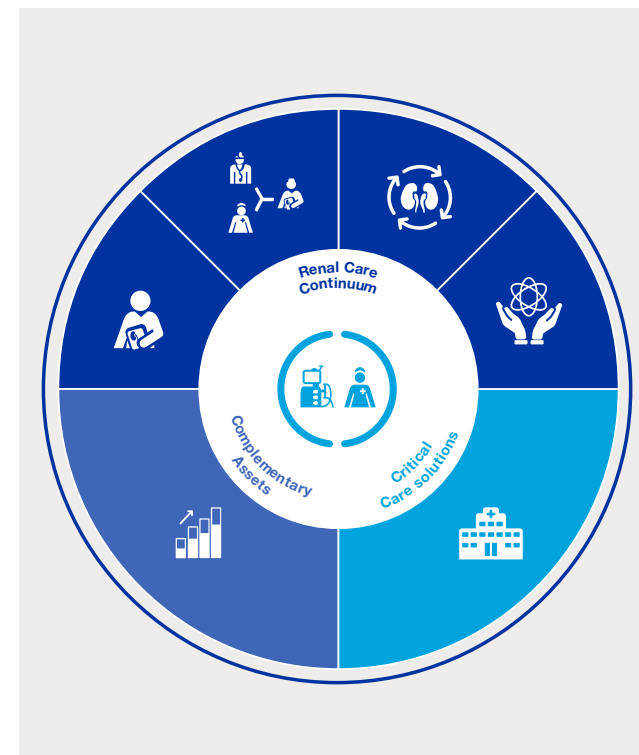 Renal Care
Continuum
Complementary
Assets
Critical
Care solutions